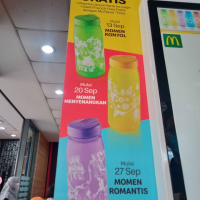 GRATIS
Mulai
13 Sep
MOMEN
KONYOL
Mulai
20 Sep
MOMEN
MENYENANGKAN
Mulai
27 Sep
MOMEN
ROMANTIS